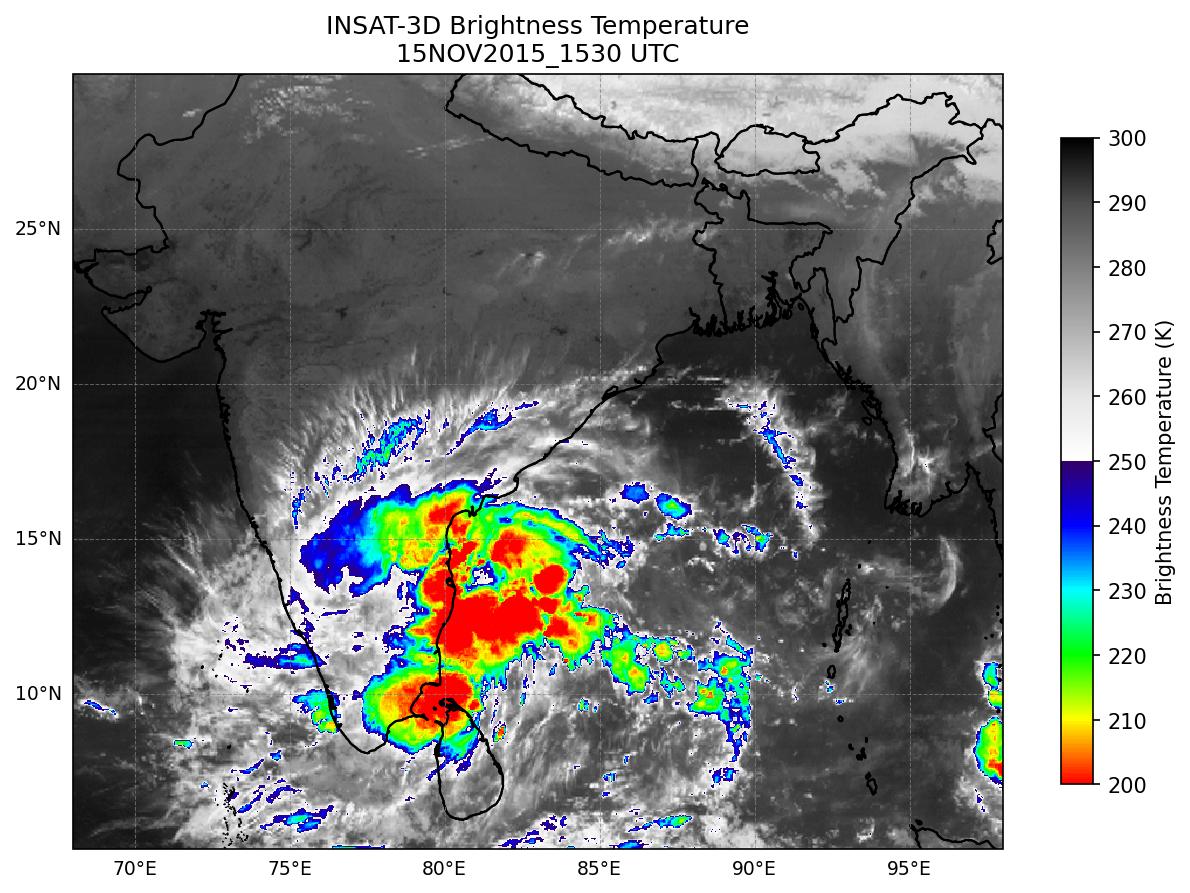 INSAT-3D Brightness Temperature
15NOV2015_1530 UTC
25°N
20°N
15°N
10°N
70°E
75°E
80°E
85°E
90°E
95°E
300
290
280
270
260
250
240
230
220
210
200
Brightness Temperature (K)